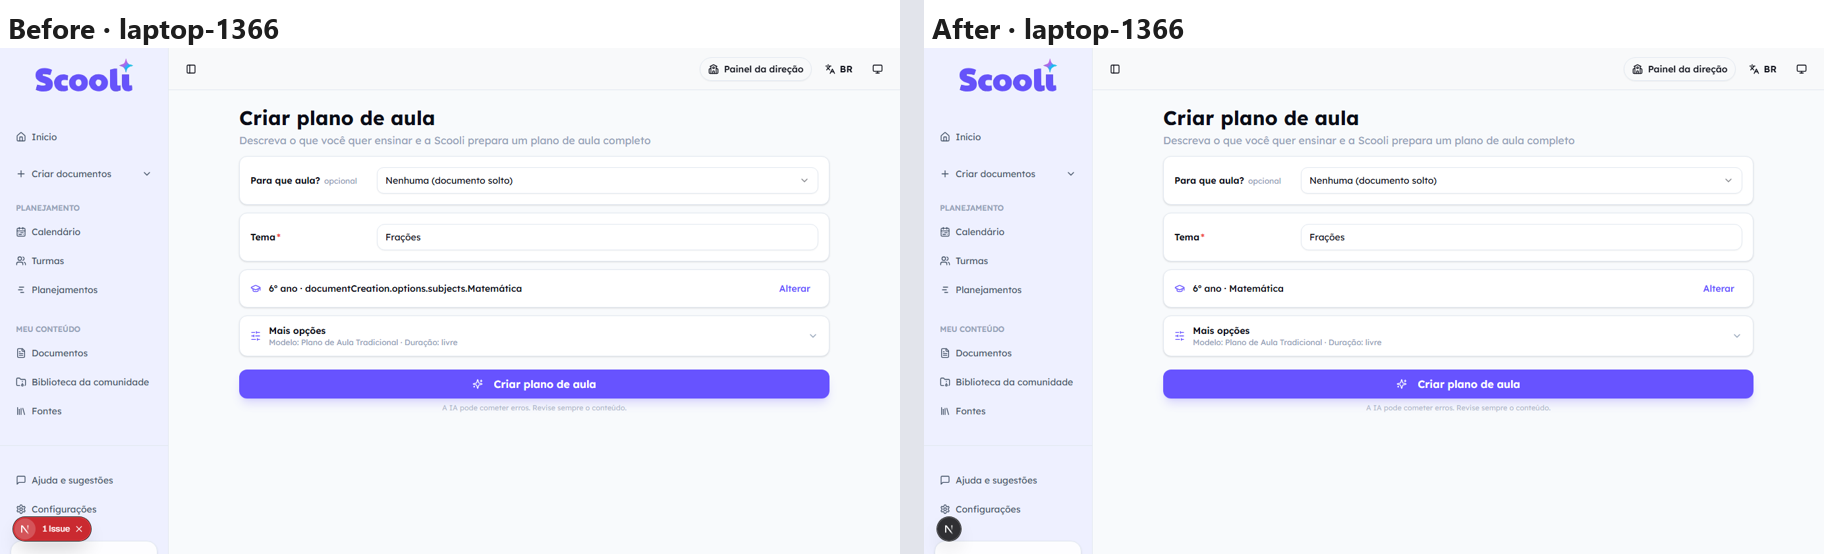 Before · laptop-1366
Scooli
Painel da direção
BR
Início
Criar documentos
PLANEJAMENTO
Calendário
Turmas
Planejamentos
MEU CONTEÚDO
Documentos
Biblioteca da comunidade
Fontes
Ajuda e sugestões
Configurações
N 1 Issue
Criar plano de aula
Descreva o que você quer ensinar e a Scooli prepara um plano de aula completo
Para que aula? opcional
Nenhuma (documento solto)
Tema*
Frações
6º ano · documentCreation.options.subjects.Matemática
Alterar
Mais opções
Modelo: Plano de Aula Tradicional · Duração: livre
Criar plano de aula
A IA pode cometer erros. Revise sempre o conteúdo.
After · laptop-1366
Scooli
Painel da direção
BR
Início
Criar documentos
PLANEJAMENTO
Calendário
Turmas
Planejamentos
MEU CONTEÚDO
Documentos
Biblioteca da comunidade
Fontes
Ajuda e sugestões
Configurações
N
Criar plano de aula
Descreva o que você quer ensinar e a Scooli prepara um plano de aula completo
Para que aula? opcional
Nenhuma (documento solto)
Tema*
Frações
6º ano · Matemática
Alterar
Mais opções
Modelo: Plano de Aula Tradicional · Duração: livre
Criar plano de aula
A IA pode cometer erros. Revise sempre o conteúdo.